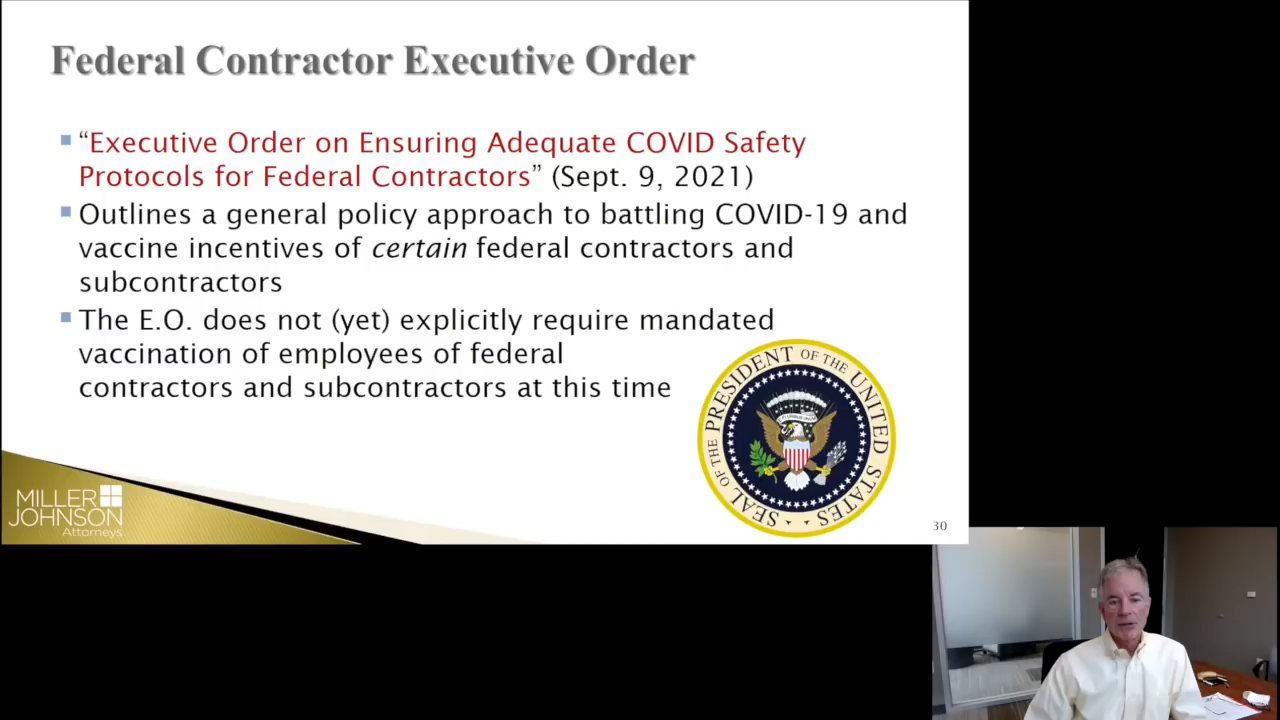 Federal Contractor Executive Order
“Executive Order on Ensuring Adequate COVID Safety
Protocols for Federal Contractors” (Sept. 9, 2021)
Outlines a general policy approach to battling COVID-19 and
vaccine incentives of certain federal contractors and
subcontractors
The E.O. does not (yet) explicitly require mandated
vaccination of employees of federal
contractors and subcontractors at this time
SEAL OF THE PRESIDENT OF THE UNITED STATES
MILLER
JOHNSON
Attorneys
30